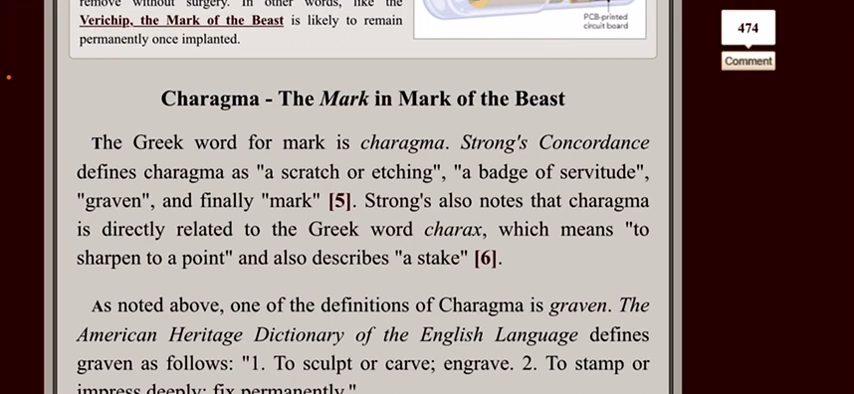 remove without surgery. In other words, like the
Verichip, the Mark of the Beast is likely to remain
permanently once implanted.
PCB-printed
circuit board
474
Comment
Charagma - The Mark in Mark of the Beast
The Greek word for mark is charagma. Strong's Concordance
defines charagma as "a scratch or etching", "a badge of servitude",
"graven", and finally "mark" [5]. Strong's also notes that charagma
is directly related to the Greek word charax, which means "to
sharpen to a point" and also describes "a stake" [6].
As noted above, one of the definitions of Charagma is graven. The
American Heritage Dictionary of the English Language defines
graven as follows: "1. To sculpt or carve; engrave. 2. To stamp or
impress deeply; fix permanently."